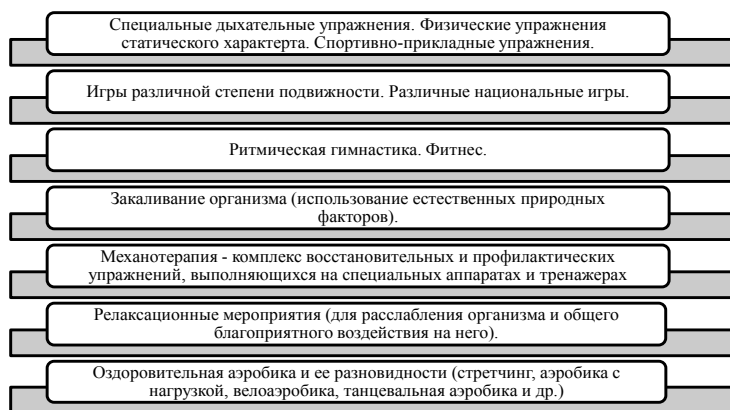 Специальные дыхательные упражнения. Физические упражнения
статического характерта. Спортивно-прикладные упражнения.
Игры различной степени подвижности. Различные национальные игры.
Ритмическая гимнастика. Фитнес.
Закаливание организма (использование естественных природных
факторов).
Механотерапия - комплекс восстановительных и профилактических
упражнений, выполняющихся на специальных аппаратах и тренажерах
Релаксационные мероприятия (для расслабления организма и общего
благоприятного воздействия на него).
Оздоровительная аэробика и ее разновидности (стретчинг, аэробика с
нагрузкой, велоаэробика, танцевальная аэробика и др.)